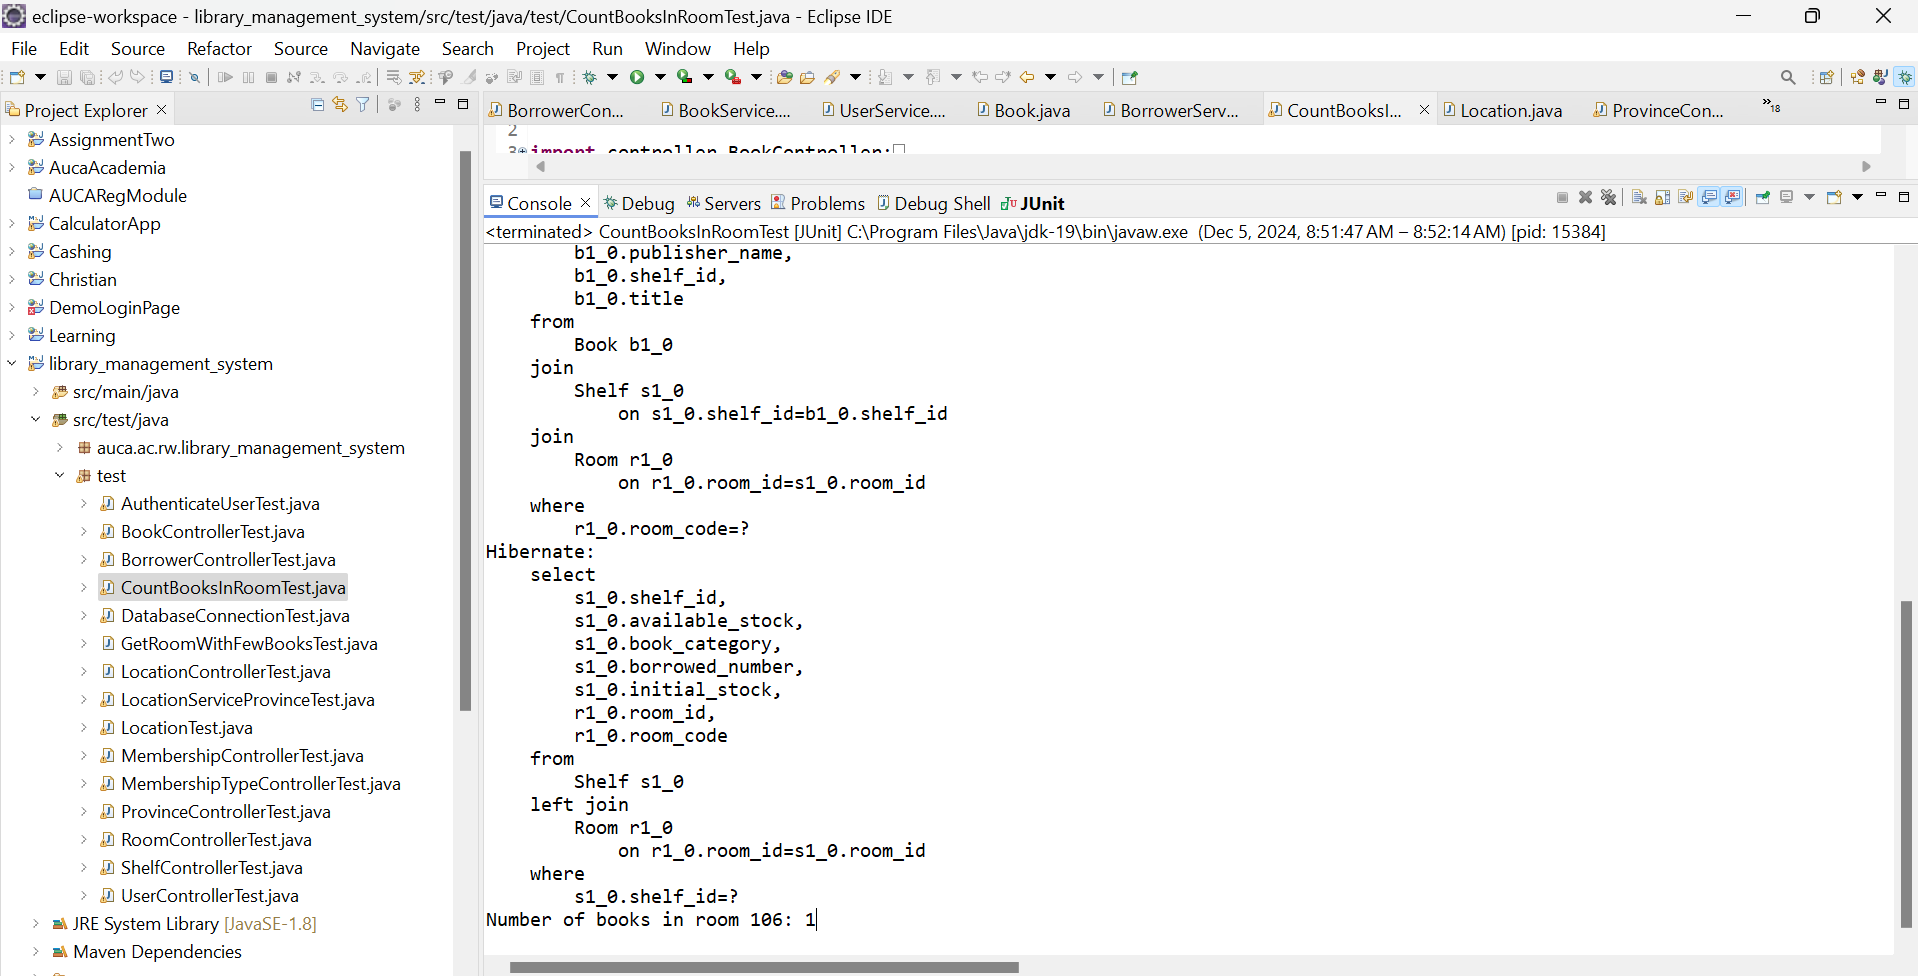 eclipse-workspace - library_management_system/src/test/java/test/CountBooksInRoomTest.java - Eclipse IDE
File Edit Source Refactor Source Navigate Search Project Run Window Help
Project Explorer
BorrowerCon... BookService.... UserService.... Book.java BorrowerServ... CountBooksI... Location.java ProvinceCon... »18
AssignmentTwo
AucaAcademia
AUCARegModule
CalculatorApp
Cashing
Christian
DemoLoginPage
Learning
library_management_system
src/main/java
src/test/java
auca.ac.rw.library_management_system
test
AuthenticateUserTest.java
BookControllerTest.java
BorrowerControllerTest.java
CountBooksInRoomTest.java
DatabaseConnectionTest.java
GetRoomWithFewBooksTest.java
LocationControllerTest.java
LocationServiceProvinceTest.java
LocationTest.java
MembershipControllerTest.java
MembershipTypeControllerTest.java
ProvinceControllerTest.java
RoomControllerTest.java
ShelfControllerTest.java
UserControllerTest.java
JRE System Library [JavaSE-1.8]
Maven Dependencies
2
3 import controller.BookController;
Console Debug Servers Problems Debug Shell JUnit
<terminated> CountBooksInRoomTest [JUnit] C:\Program Files\Java\jdk-19\bin\javaw.exe (Dec 5, 2024, 8:51:47 AM – 8:52:14 AM) [pid: 15384]
b1_0.publisher_name,
b1_0.shelf_id,
b1_0.title
from
Book b1_0
join
Shelf s1_0
on s1_0.shelf_id=b1_0.shelf_id
join
Room r1_0
on r1_0.room_id=s1_0.room_id
where
r1_0.room_code=?
Hibernate:
select
s1_0.shelf_id,
s1_0.available_stock,
s1_0.book_category,
s1_0.borrowed_number,
s1_0.initial_stock,
r1_0.room_id,
r1_0.room_code
from
Shelf s1_0
left join
Room r1_0
on r1_0.room_id=s1_0.room_id
where
s1_0.shelf_id=?
Number of books in room 106: 1